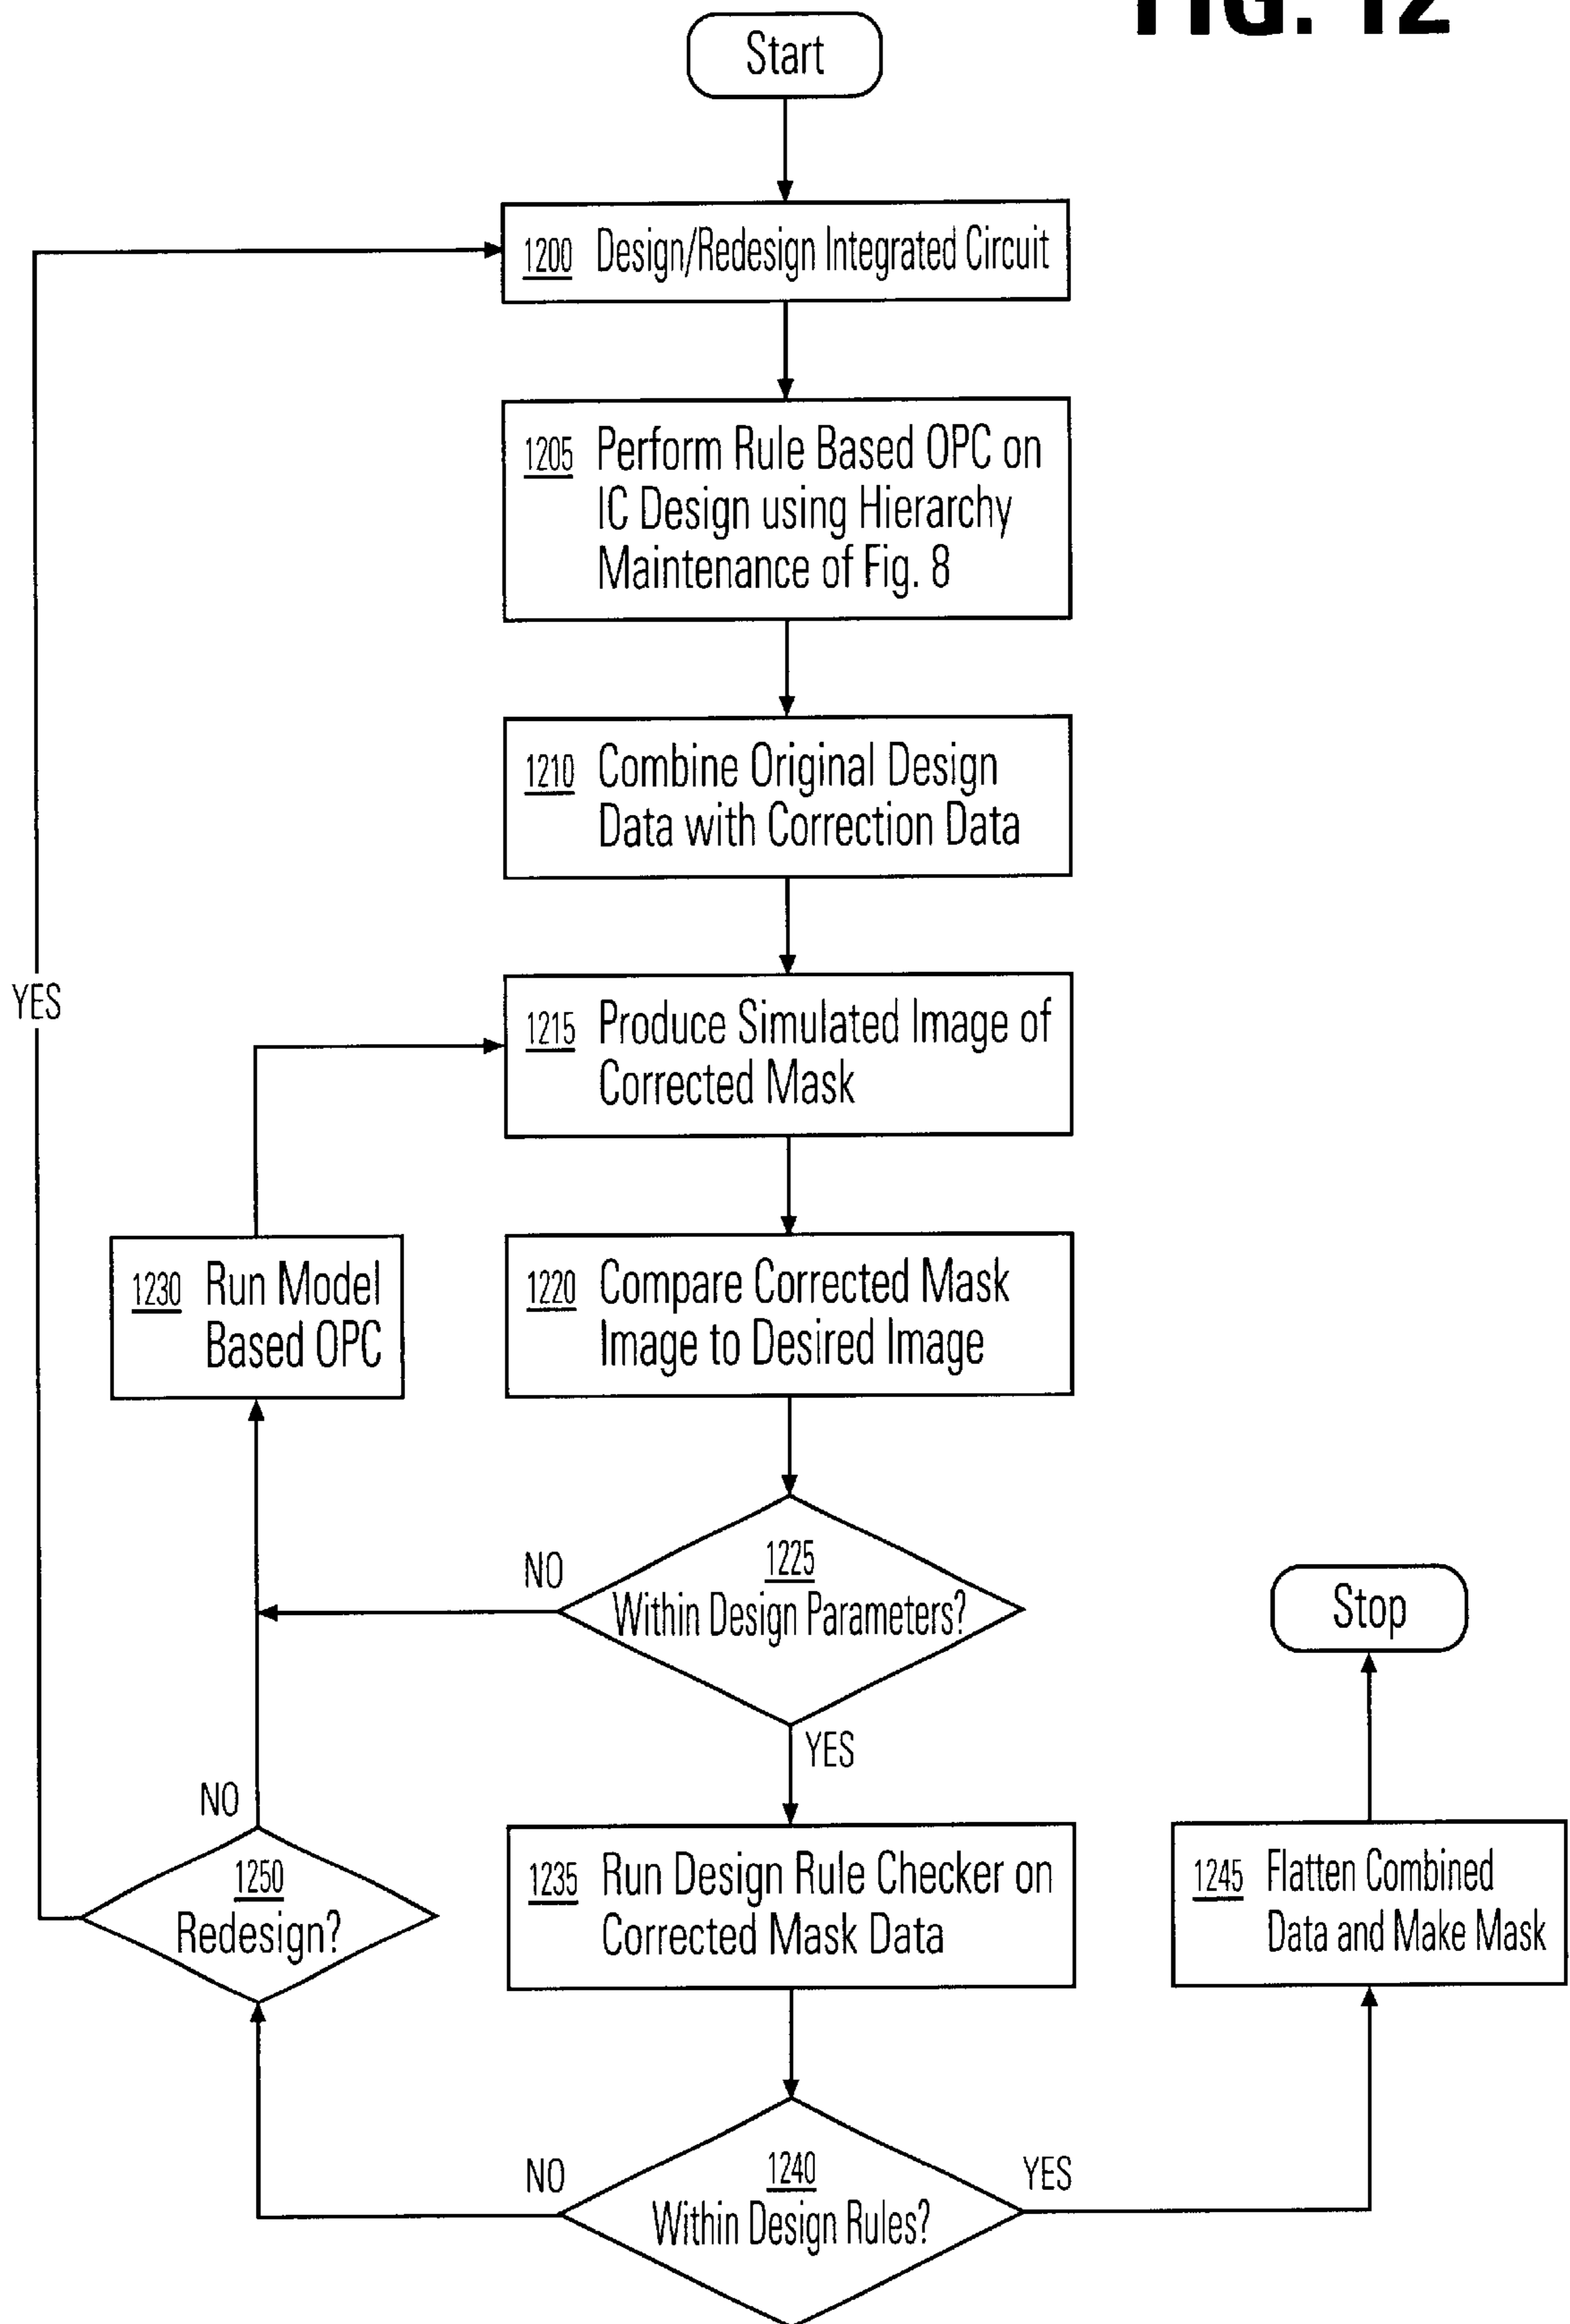 FIG. 12
Start
1200 Design/Redesign Integrated Circuit
1205 Perform Rule Based OPC on
IC Design using Hierarchy
Maintenance of Fig. 8
1210 Combine Original Design
Data with Correction Data
YES
1215 Produce Simulated Image of
Corrected Mask
1230 Run Model
Based OPC
1220 Compare Corrected Mask
Image to Desired Image
NO
1225
Within Design Parameters?
YES
Stop
NO
1250
Redesign?
1235 Run Design Rule Checker on
Corrected Mask Data
1245 Flatten Combined
Data and Make Mask
NO
1240
Within Design Rules?
YES